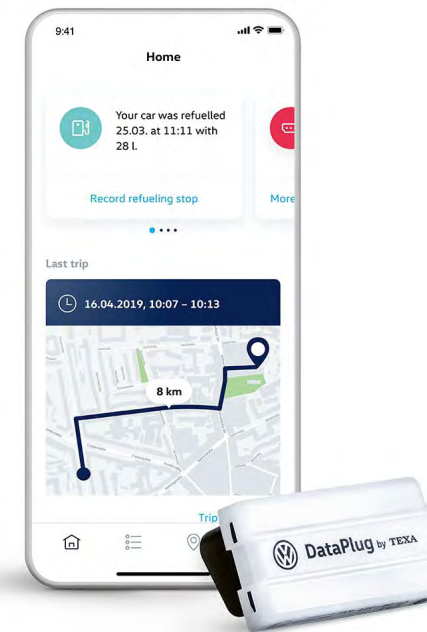 9:41
Home
Your car was refuelled
25.03. at 11:11 with
28 l.
Record refueling stop
More
Last trip
16.04.2019, 10:07 – 10:13
8 km
Trip
DataPlug by TEXA